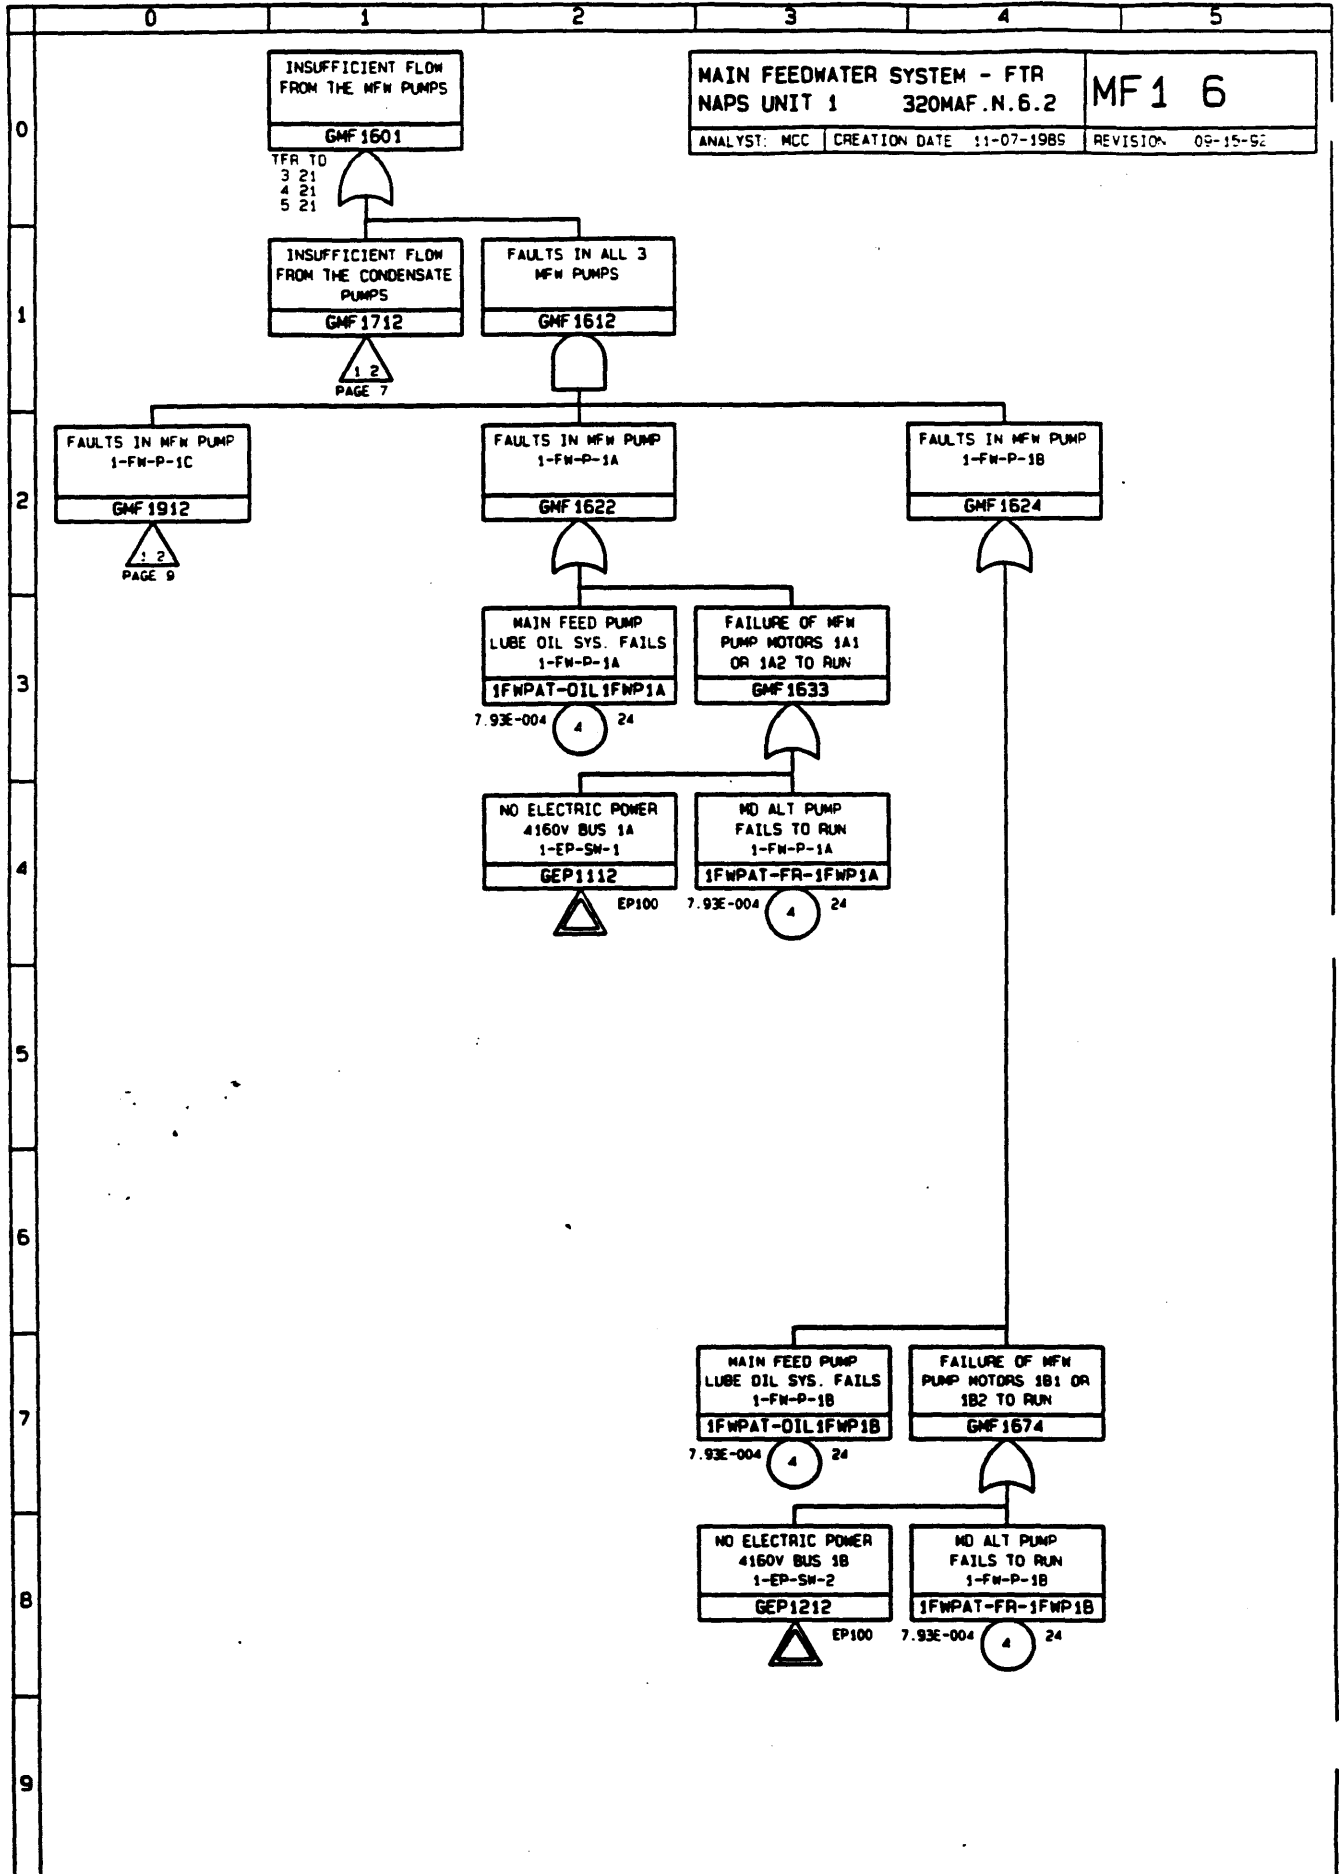 0 1 2 3 4 5
MAIN FEEDWATER SYSTEM - FTR
NAPS UNIT 1 320MAF.N.6.2
MF1 6
ANALYST: MCC CREATION DATE 11-07-1989 REVISION 09-15-92
0
INSUFFICIENT FLOW
FROM THE MFW PUMPS
GMF1601
TFR TO
3 21
4 21
5 21
1
INSUFFICIENT FLOW
FROM THE CONDENSATE
PUMPS
GMF1712
1 2
PAGE 7
FAULTS IN ALL 3
MFW PUMPS
GMF1612
2
FAULTS IN MFW PUMP
1-FW-P-1C
GMF1912
1 2
PAGE 9
FAULTS IN MFW PUMP
1-FW-P-1A
GMF1622
FAULTS IN MFW PUMP
1-FW-P-1B
GMF1624
3
MAIN FEED PUMP
LUBE OIL SYS. FAILS
1-FW-P-1A
1FWPAT-OIL1FWP1A
7.93E-004 4 24
FAILURE OF MFW
PUMP MOTORS 1A1
OR 1A2 TO RUN
GMF1633
4
NO ELECTRIC POWER
4160V BUS 1A
1-EP-SW-1
GEP1112
EP100
MD ALT PUMP
FAILS TO RUN
1-FW-P-1A
1FWPAT-FR-1FWP1A
7.93E-004 4 24
5
6
7
MAIN FEED PUMP
LUBE OIL SYS. FAILS
1-FW-P-1B
1FWPAT-OIL1FWP1B
7.93E-004 4 24
FAILURE OF MFW
PUMP MOTORS 1B1 OR
1B2 TO RUN
GMF1674
8
NO ELECTRIC POWER
4160V BUS 1B
1-EP-SW-2
GEP1212
EP100
MD ALT PUMP
FAILS TO RUN
1-FW-P-1B
1FWPAT-FR-1FWP1B
7.93E-004 4 24
9